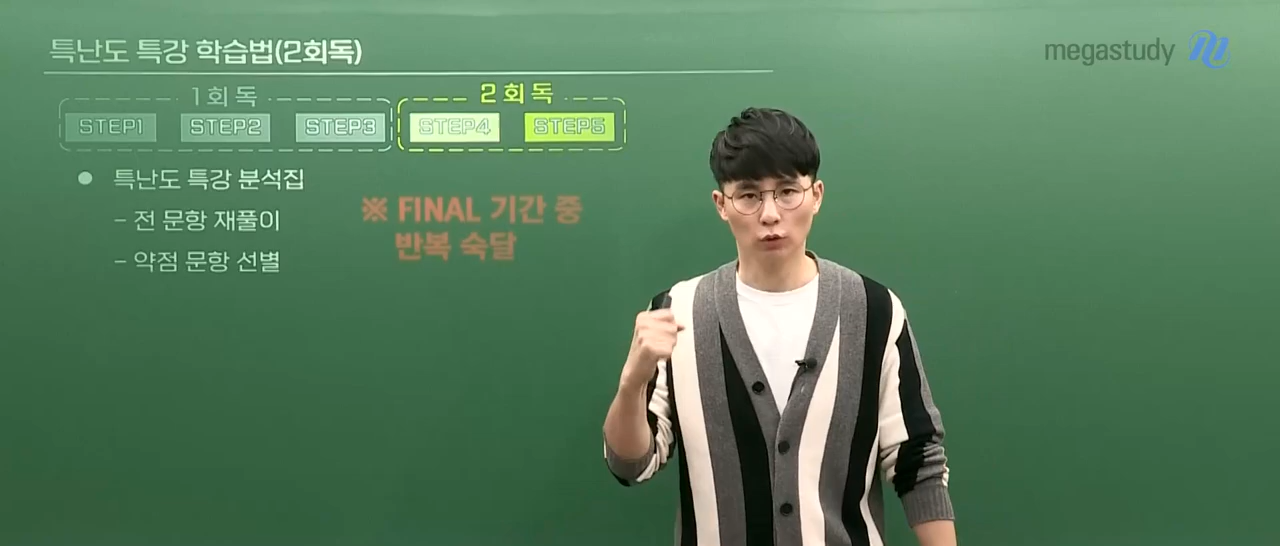 특난도 특강 학습법(2회독)
megastudy
1회독
2회독
STEP1 STEP2 STEP3 STEP4 STEP5
특난도 특강 분석집
- 전 문항 재풀이
- 약점 문항 선별
※ FINAL 기간 중
반복 숙달